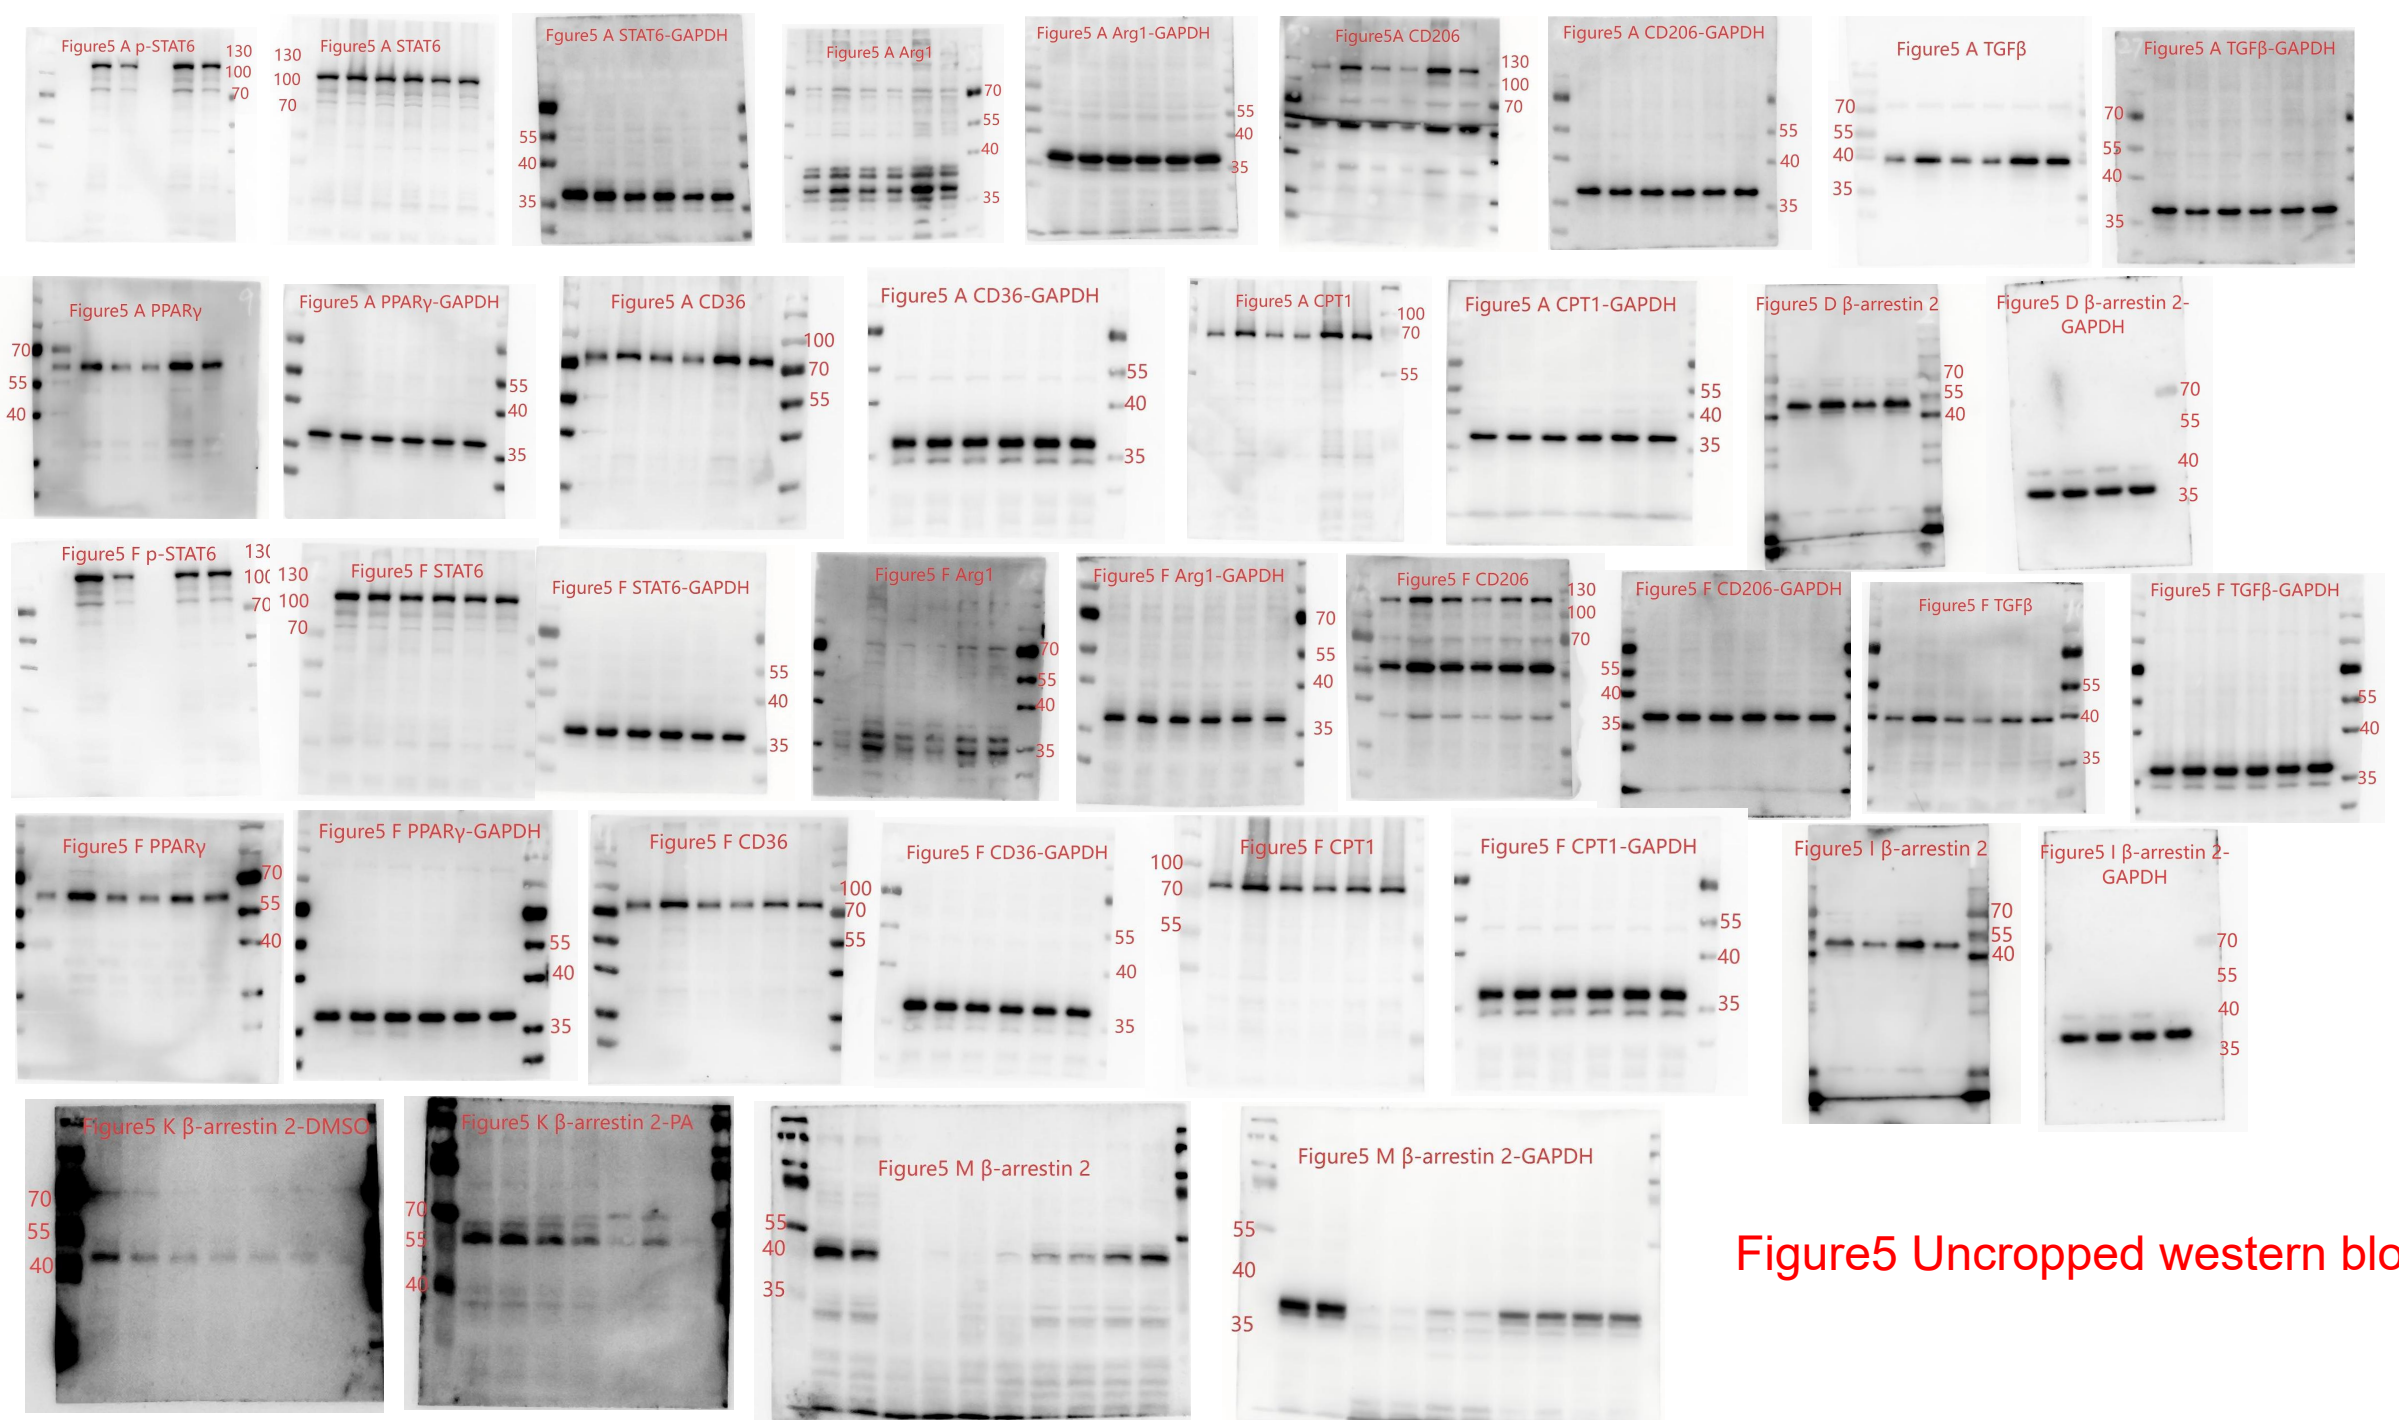 Figure5 A p-STAT6
130
100
70
130
100
70
Figure5 A STAT6
Fgure5 A STAT6-GAPDH
55
40
35
Figure5 A Arg1
70
55
40
35
Figure5 A Arg1-GAPDH
55
40
35
Figure5A CD206
130
100
70
Figure5 A CD206-GAPDH
55
40
35
Figure5 A TGFβ
70
55
40
35
Figure5 A TGFβ-GAPDH
70
55
40
35
Figure5 A PPARγ
70
55
40
Figure5 A PPARγ-GAPDH
55
40
35
Figure5 A CD36
100
70
55
Figure5 A CD36-GAPDH
55
40
35
Figure5 A CPT1
100
70
55
Figure5 A CPT1-GAPDH
55
40
35
Figure5 D β-arrestin 2
70
55
40
Figure5 D β-arrestin 2-
GAPDH
70
55
40
35
Figure5 F p-STAT6
130
100
70
130
100
70
Figure5 F STAT6
Figure5 F STAT6-GAPDH
55
40
35
Figure5 F Arg1
70
55
40
35
Figure5 F Arg1-GAPDH
70
55
40
35
Figure5 F CD206
130
100
70
Figure5 F CD206-GAPDH
55
40
35
Figure5 F TGFβ
55
40
35
Figure5 F TGFβ-GAPDH
55
40
35
Figure5 F PPARγ
70
55
40
Figure5 F PPARγ-GAPDH
55
40
35
Figure5 F CD36
100
70
55
Figure5 F CD36-GAPDH
55
40
35
Figure5 F CPT1
100
70
55
Figure5 F CPT1-GAPDH
55
40
35
Figure5 I β-arrestin 2
70
55
40
Figure5 I β-arrestin 2-
GAPDH
70
55
40
35
Figure5 K β-arrestin 2-DMSO
70
55
40
Figure5 K β-arrestin 2-PA
70
55
40
Figure5 M β-arrestin 2
55
40
35
Figure5 M β-arrestin 2-GAPDH
55
40
35
Figure5 Uncropped western blo